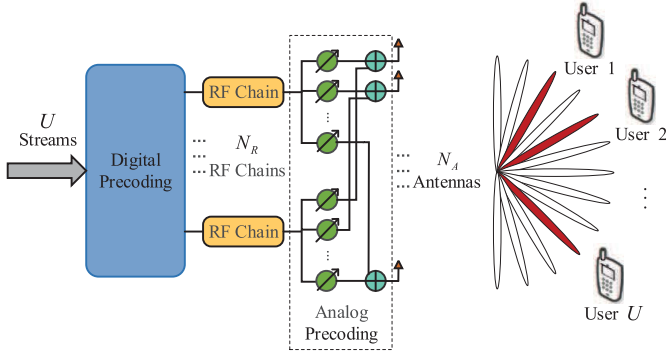 U
Streams
Digital
Precoding
RF Chain
N_R
RF Chains
RF Chain
Analog
Precoding
N_A
Antennas
User 1
User 2
User U